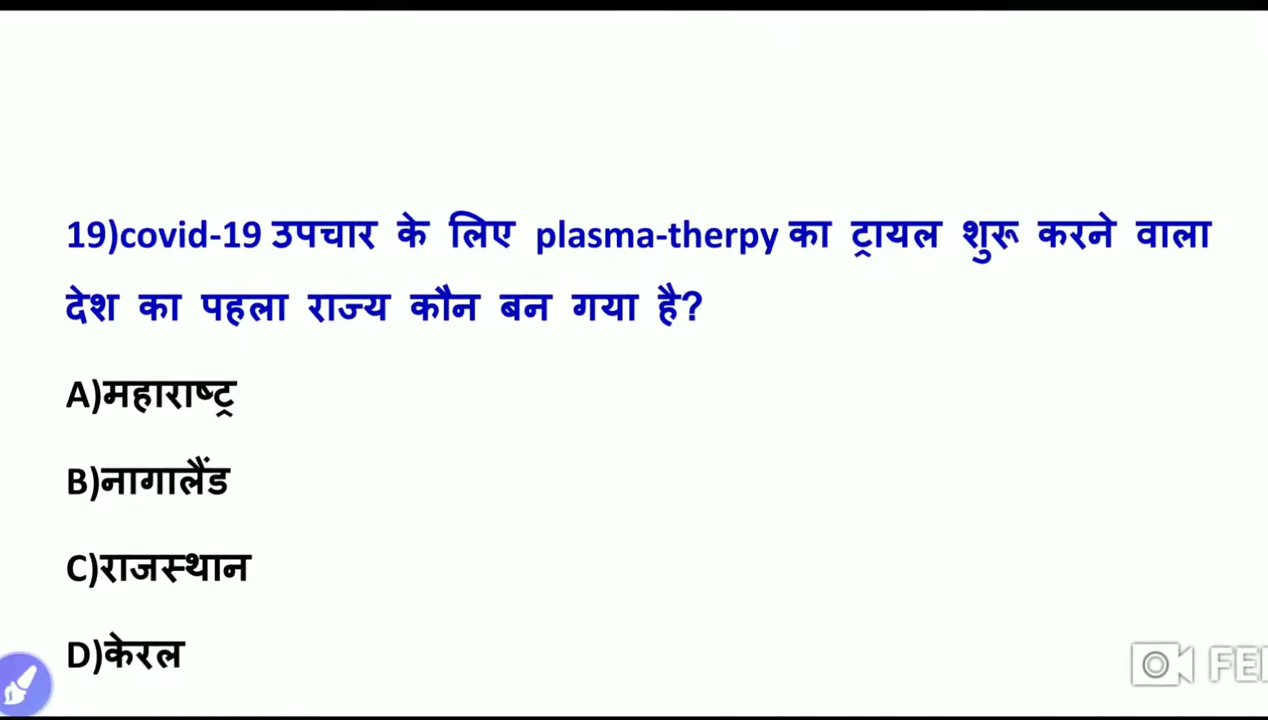 19)covid-19 उपचार के लिए plasma-therpy का ट्रायल शुरू करने वाला
देश का पहला राज्य कौन बन गया है?
A)महाराष्ट्र
B)नागालैंड
C)राजस्थान
D)केरल